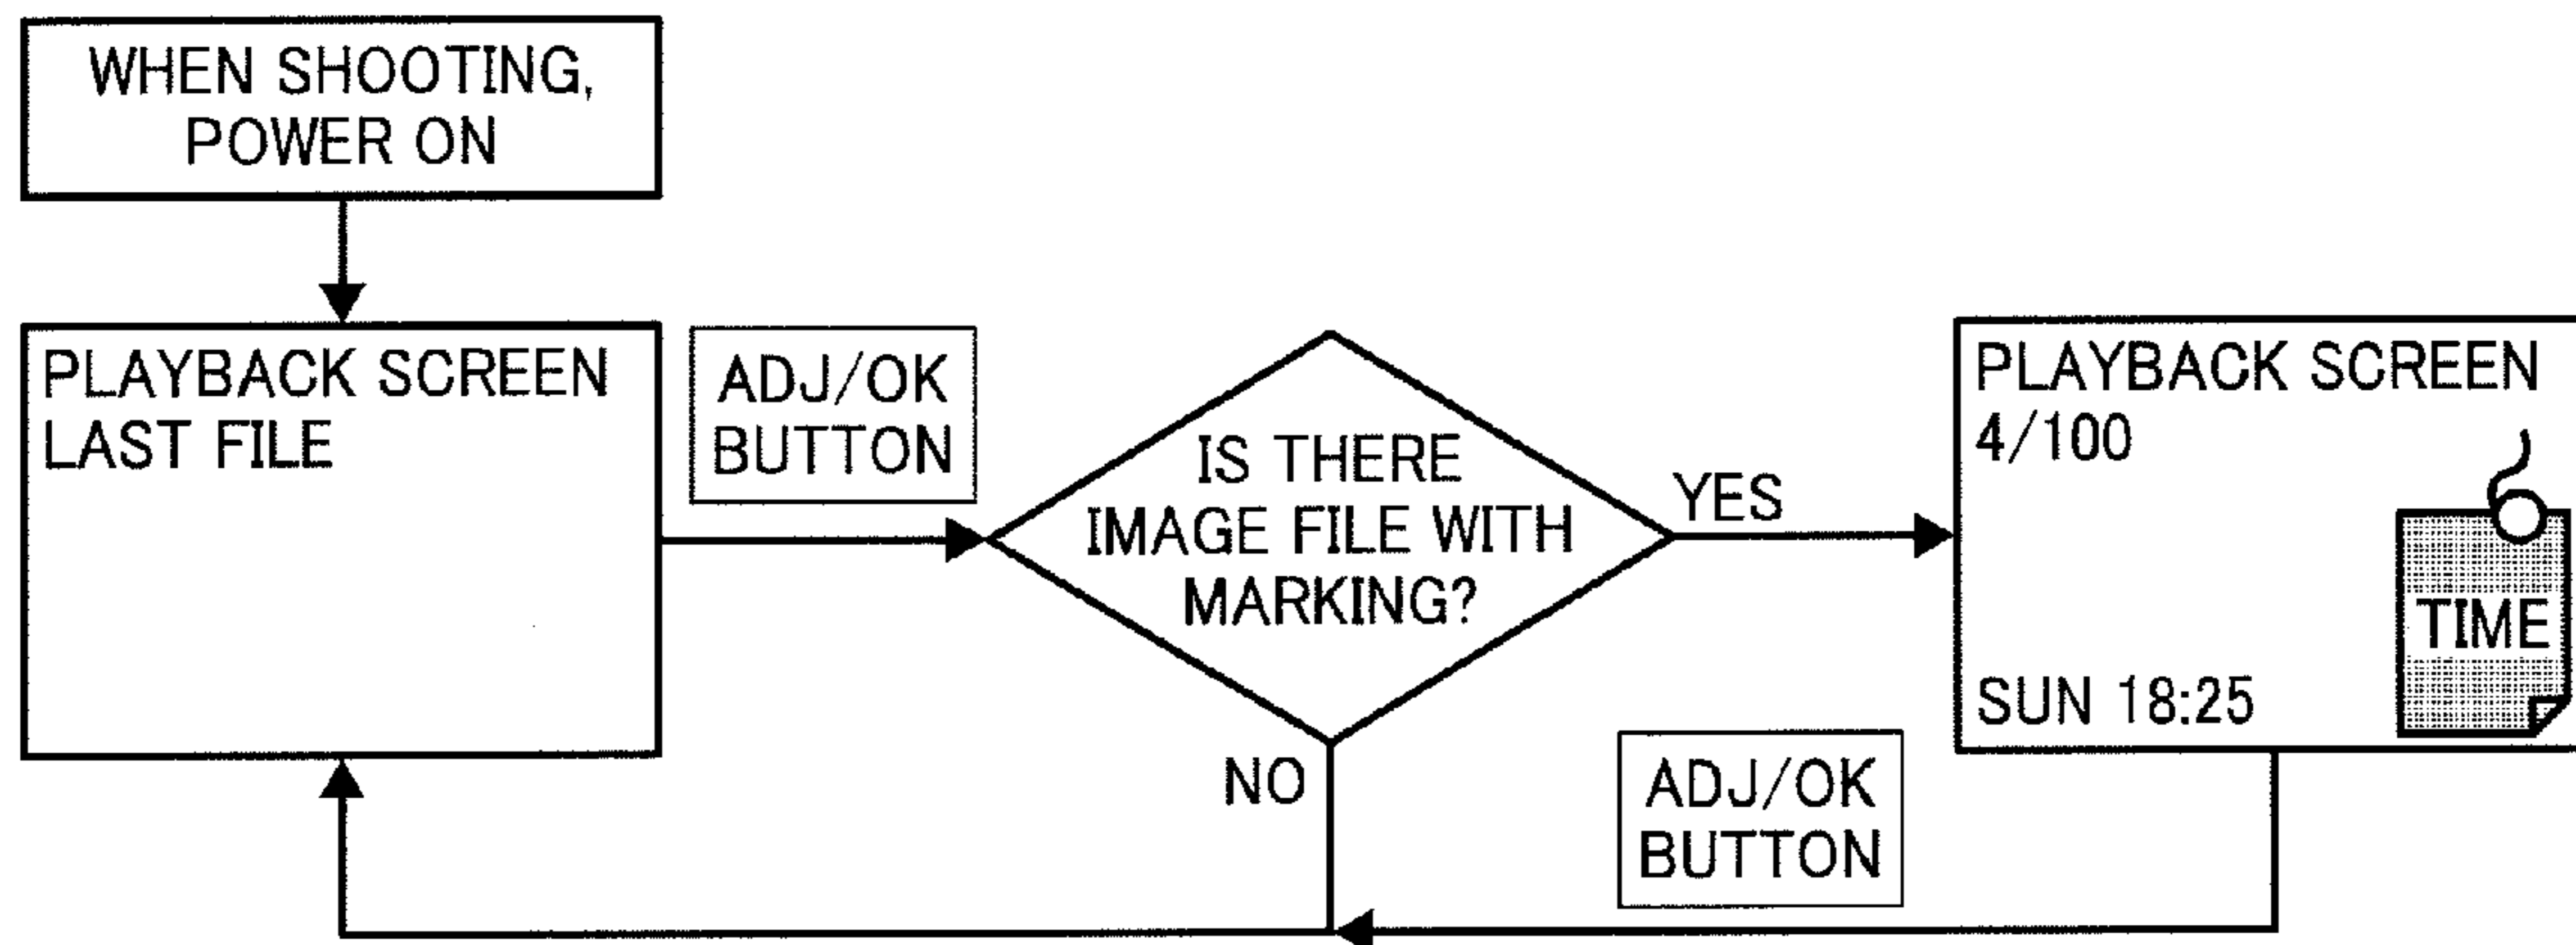 WHEN SHOOTING,
POWER ON
PLAYBACK SCREEN
LAST FILE
ADJ/OK
BUTTON
IS THERE
IMAGE FILE WITH
MARKING?
YES
NO
PLAYBACK SCREEN
4/100
TIME
SUN 18:25
ADJ/OK
BUTTON